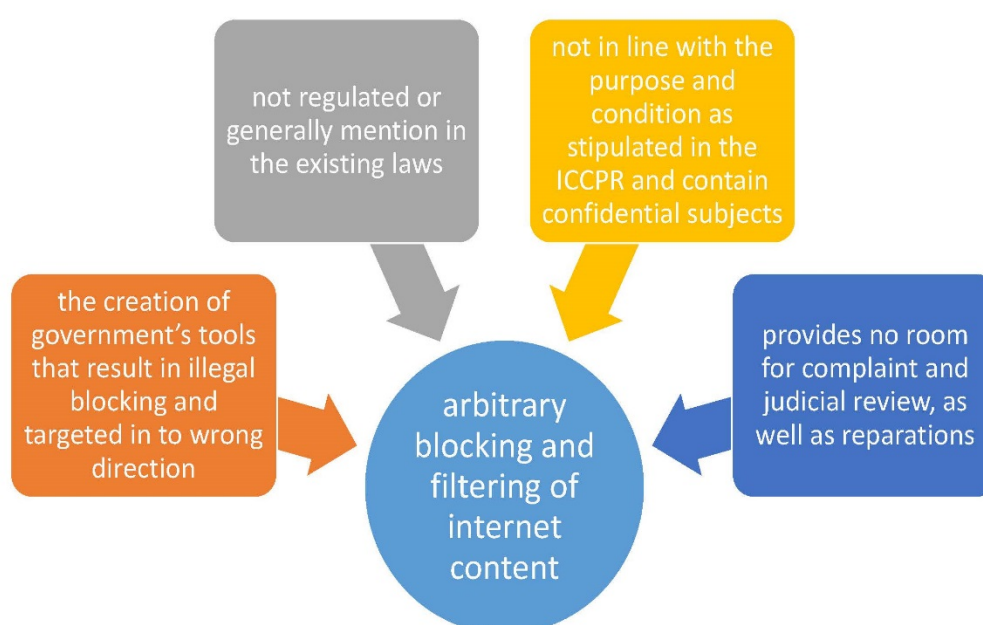 not regulated or
generally mention in
the existing laws
not in line with the
purpose and
condition as
stipulated in the
ICCPR and contain
confidential subjects
the creation of
government’s tools
that result in illegal
blocking and
targeted in to wrong
direction
provides no room
for complaint and
judicial review, as
well as reparations
arbitrary
blocking and
filtering of
internet
content